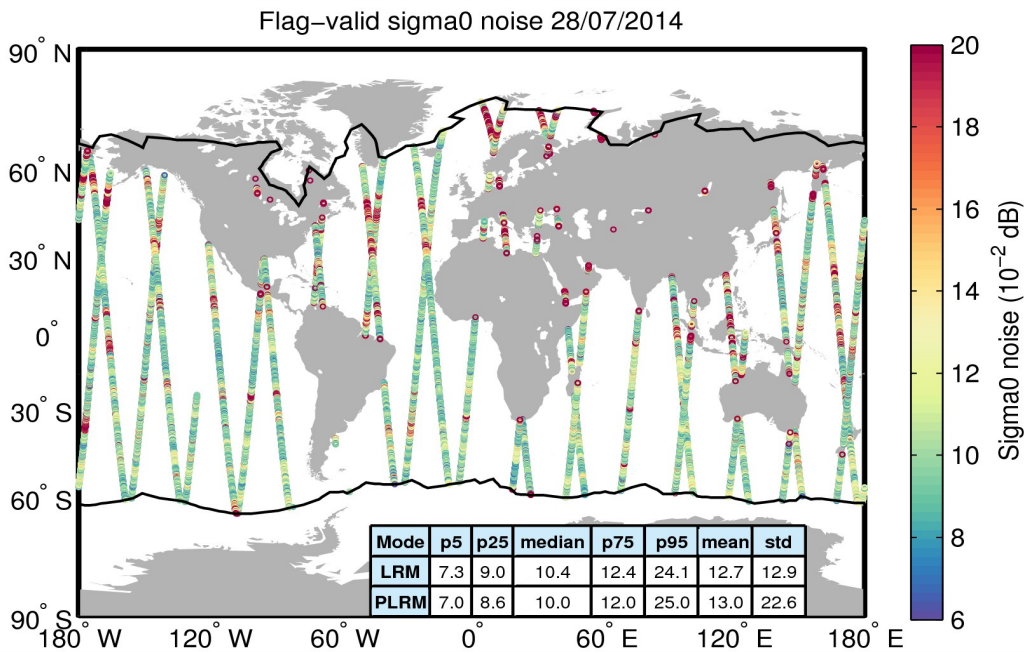 Flag−valid sigma0 noise 28/07/2014
90° N
60° N
30° N
0°
30° S
60° S
90° S
180° W
120° W
60° W
0°
60° E
120° E
180° E
20
18
16
14
12
10
8
6
Sigma0 noise (10⁻² dB)
Mode p5 p25 median p75 p95 mean std
LRM 7.3 9.0 10.4 12.4 24.1 12.7 12.9
PLRM 7.0 8.6 10.0 12.0 25.0 13.0 22.6